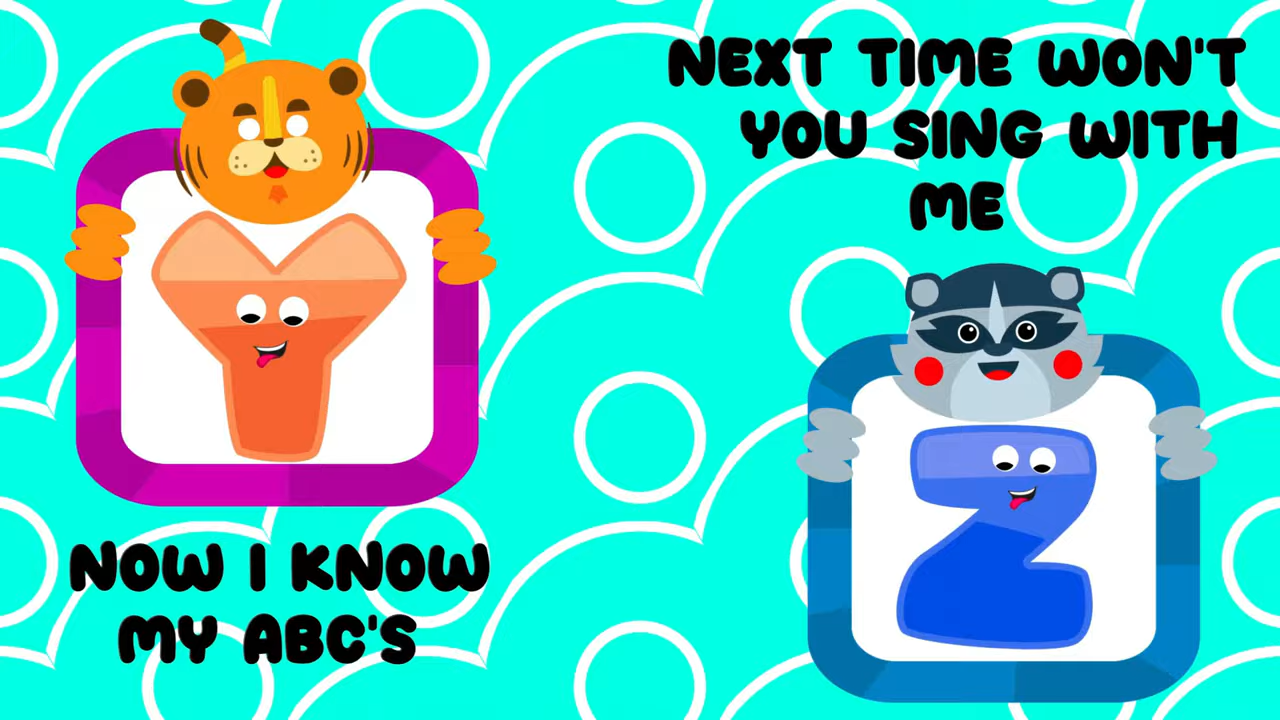 Y
NOW I KNOW
MY ABC'S
NEXT TIME WON'T
YOU SING WITH
ME
Z